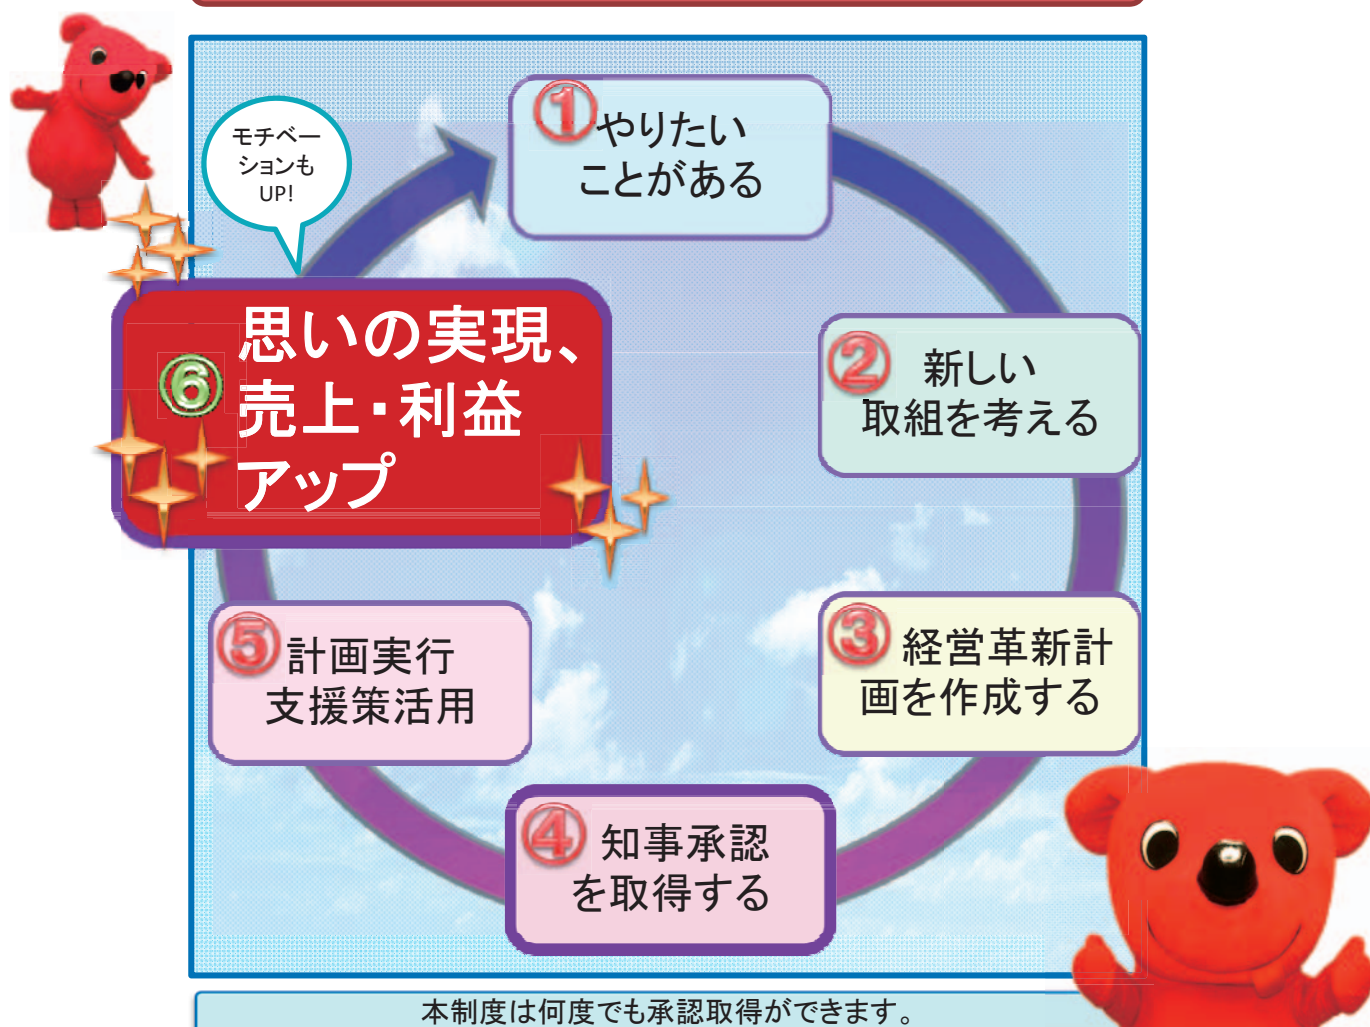 ①やりたい
ことがある
モチベー
ションも
UP!
② 新しい
取組を考える
⑥ 思いの実現、
売上・利益
アップ
③ 経営革新計
画を作成する
⑤計画実行
支援策活用
④ 知事承認
を取得する
本制度は何度でも承認取得ができます。